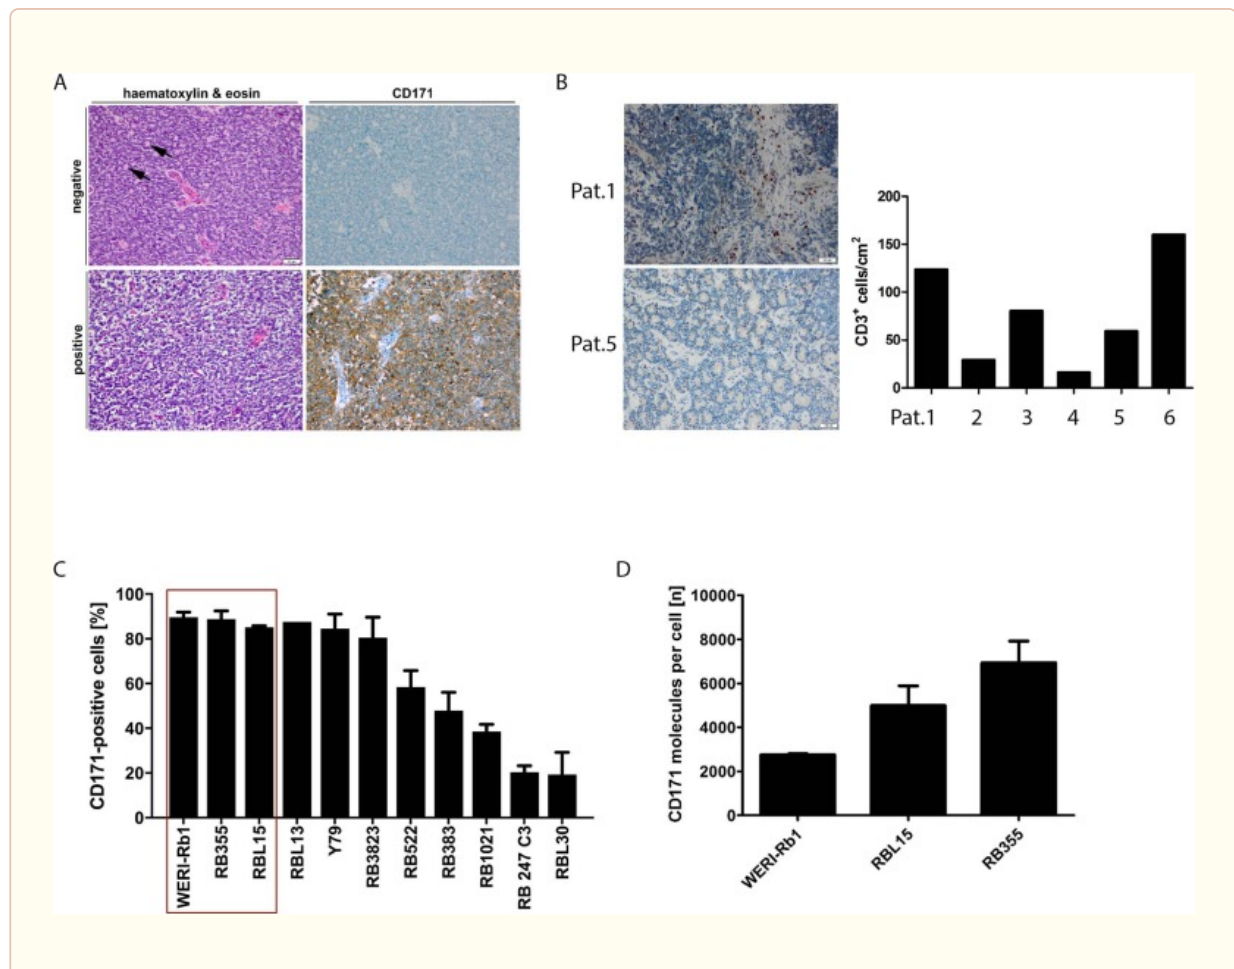 A
haematoxylin & eosin
CD171
negative
positive
B
Pat.1
Pat.5
CD3⁺ cells/cm²
200
150
100
50
0
Pat.1 2 3 4 5 6
C
CD171-positive cells [%]
100
80
60
40
20
0
WERI-Rb1
RB355
RBL15
RBL13
Y79
RB3823
RB522
RB383
RB1021
RB 247 C3
RBL30
D
CD171 molecules per cell [n]
10000
8000
6000
4000
2000
0
WERI-Rb1
RBL15
RB355